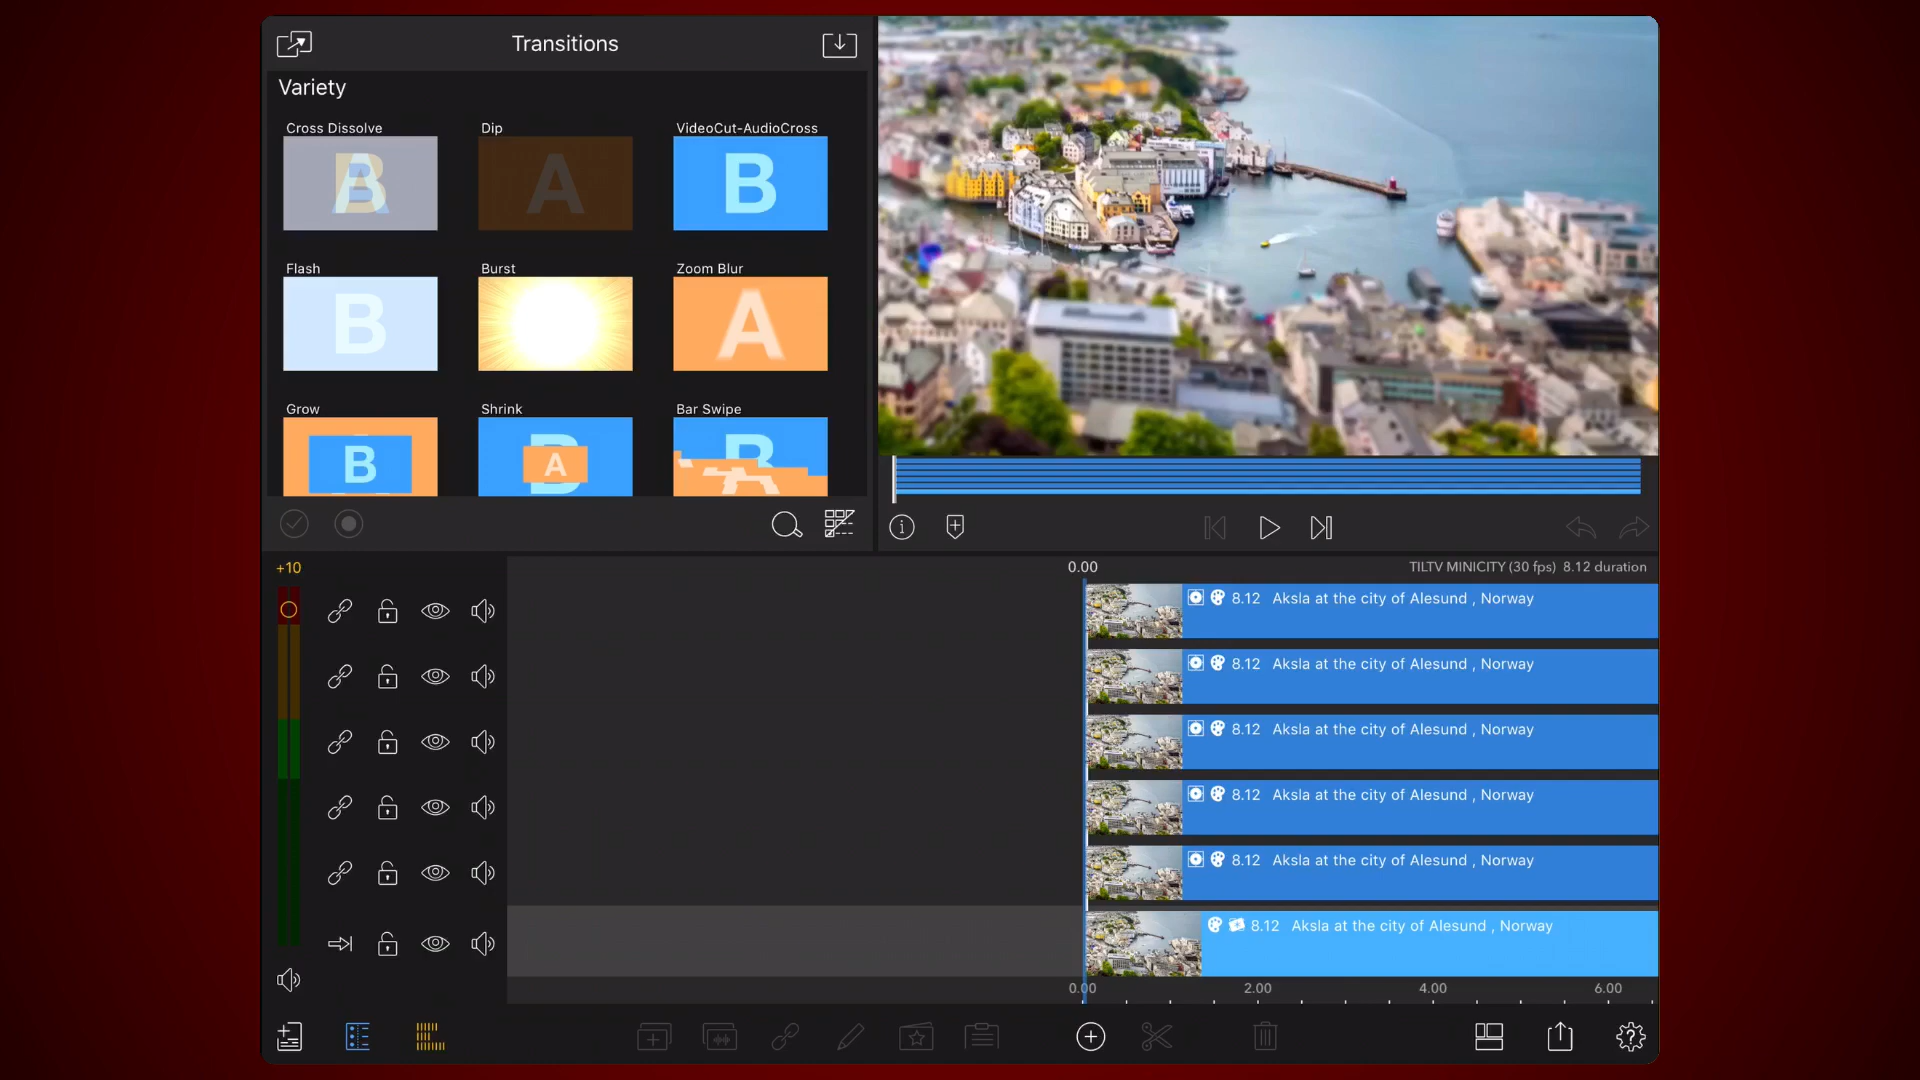 Transitions
Variety
Cross Dissolve
Dip
VideoCut-AudioCross
B
A
B
Flash
Burst
Zoom Blur
B
A
Grow
Shrink
Bar Swipe
B
A
B
+10
0.00
TILTV MINICITY (30 fps) 8.12 duration
8.12 Aksla at the city of Alesund , Norway
8.12 Aksla at the city of Alesund , Norway
8.12 Aksla at the city of Alesund , Norway
8.12 Aksla at the city of Alesund , Norway
8.12 Aksla at the city of Alesund , Norway
8.12 Aksla at the city of Alesund , Norway
0.00
2.00
4.00
6.00